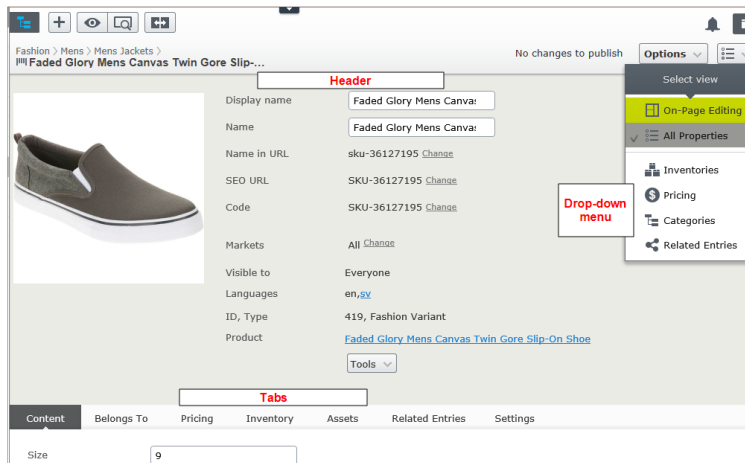 Fashion > Mens > Mens Jackets >
Faded Glory Mens Canvas Twin Gore Slip-...
No changes to publish
Options
Header
Select view
On-Page Editing
All Properties
Inventories
Pricing
Categories
Related Entries
Drop-down
menu
Display name Faded Glory Mens Canva
Name Faded Glory Mens Canva
Name in URL sku-36127195 Change
SEO URL SKU-36127195 Change
Code SKU-36127195 Change
Markets All Change
Visible to Everyone
Languages en,sv
ID, Type 419, Fashion Variant
Product Faded Glory Mens Canvas Twin Gore Slip-On Shoe
Tools
Tabs
Content Belongs To Pricing Inventory Assets Related Entries Settings
Size 9